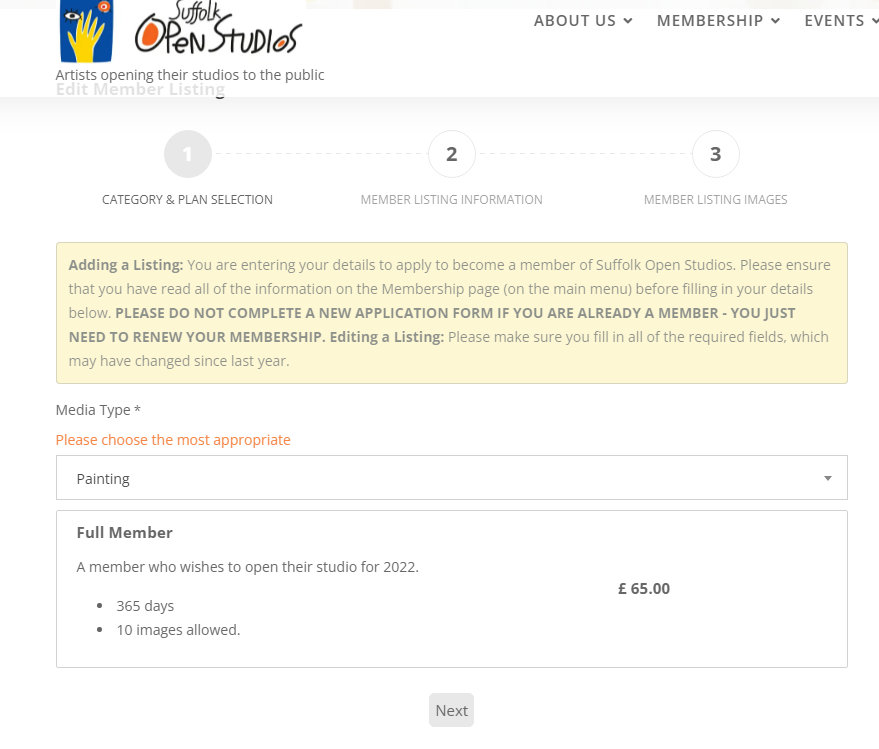 Suffolk
OPEN STUDIOS
ABOUT US
MEMBERSHIP
EVENTS
Artists opening their studios to the public
Edit Member Listing
1
2
3
CATEGORY & PLAN SELECTION
MEMBER LISTING INFORMATION
MEMBER LISTING IMAGES
Adding a Listing: You are entering your details to apply to become a member of Suffolk Open Studios. Please ensure
that you have read all of the information on the Membership page (on the main menu) before filling in your details
below. PLEASE DO NOT COMPLETE A NEW APPLICATION FORM IF YOU ARE ALREADY A MEMBER - YOU JUST
NEED TO RENEW YOUR MEMBERSHIP. Editing a Listing: Please make sure you fill in all of the required fields, which
may have changed since last year.
Media Type *
Please choose the most appropriate
Painting
Full Member
A member who wishes to open their studio for 2022.
£ 65.00
• 365 days
• 10 images allowed.
Next